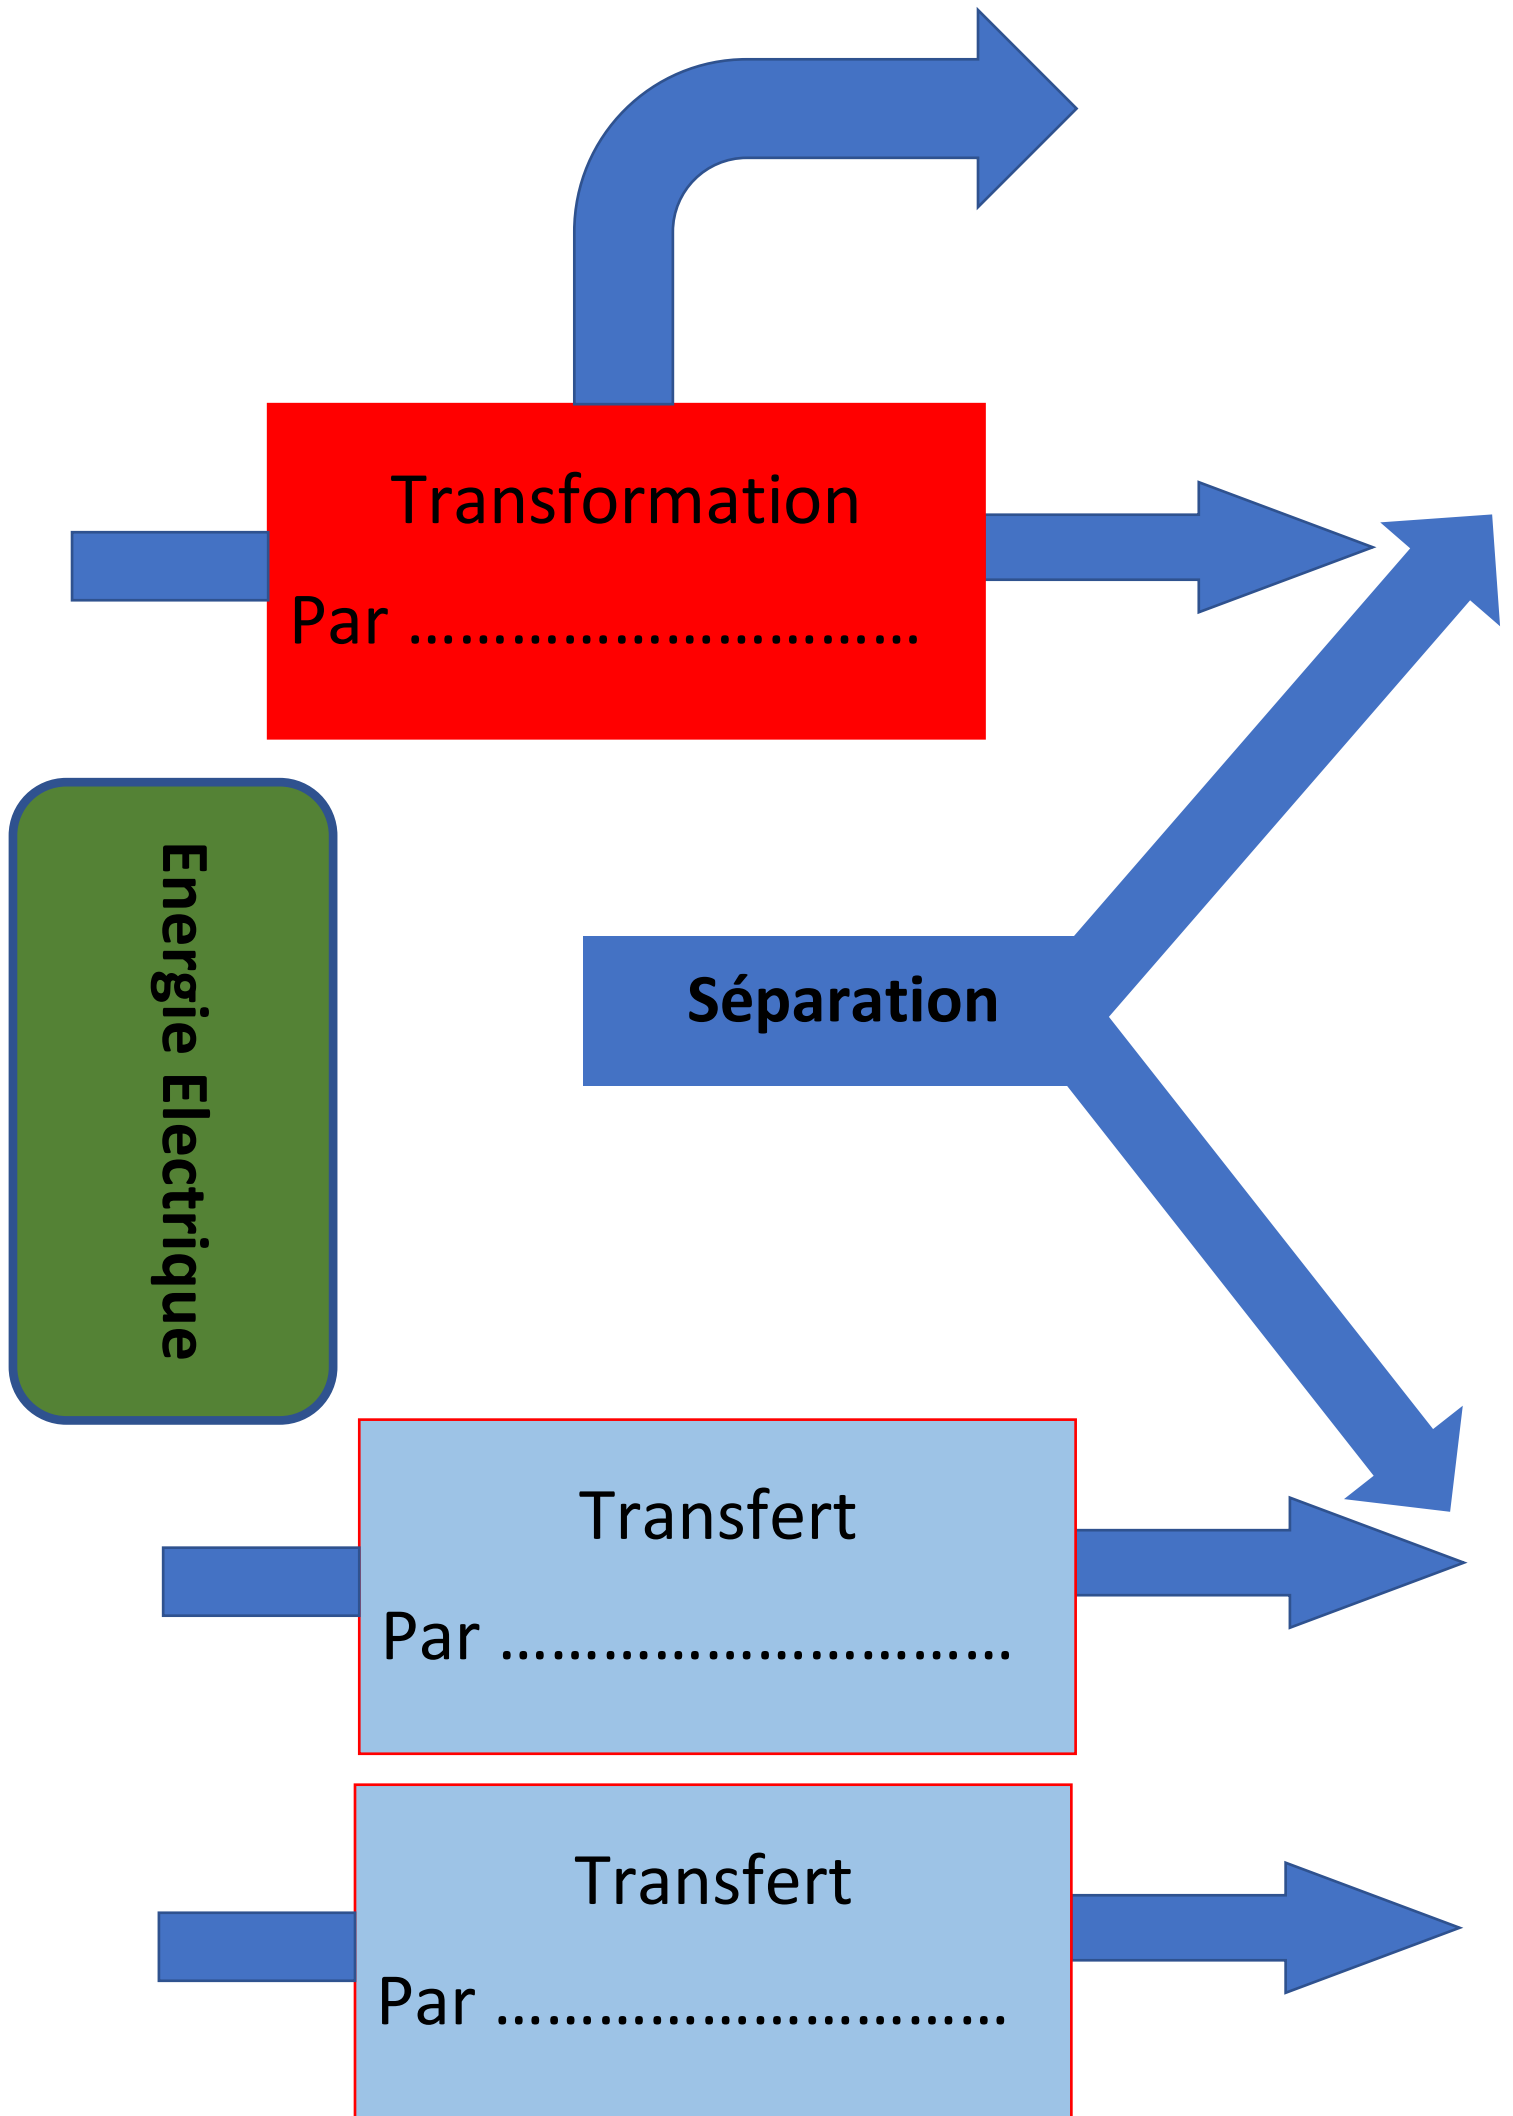 Transformation
Par ……………………………
Energie Electrique
Séparation
Transfert
Par ……………………………
Transfert
Par ……………………………